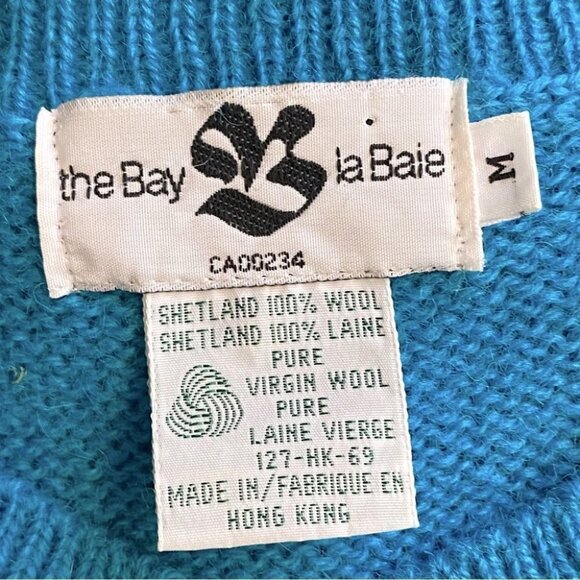 the Bay B la Baie
CA00234
M
SHETLAND 100% WOOL
SHETLAND 100% LAINE
PURE
VIRGIN WOOL
PURE
LAINE VIERGE
127-HK-69
MADE IN/FABRIQUE EN
HONG KONG